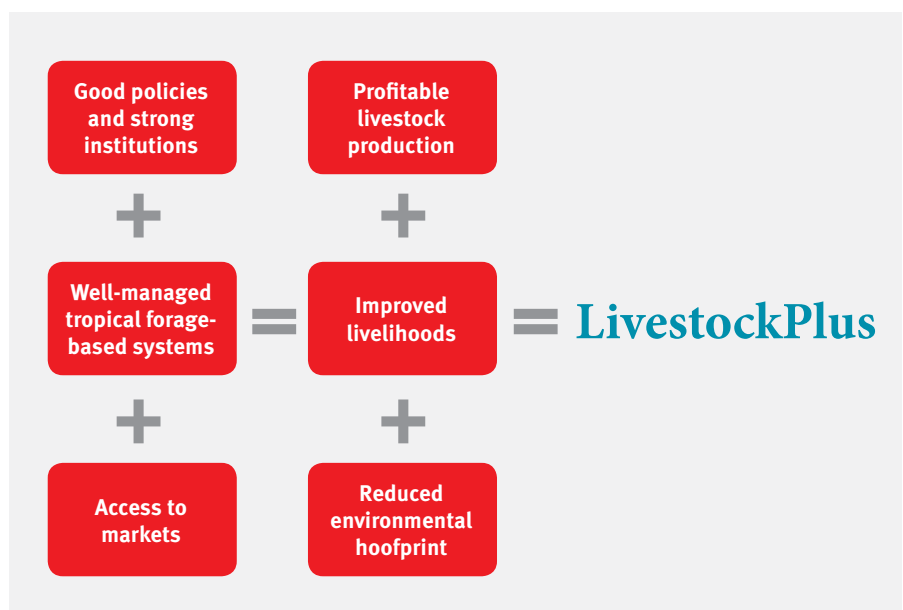 Good policies
and strong
institutions
+
Well-managed
tropical forage-
based systems
+
Access to
markets
=
Profitable
livestock
production
+
Improved
livelihoods
+
Reduced
environmental
hoofprint
=
LivestockPlus